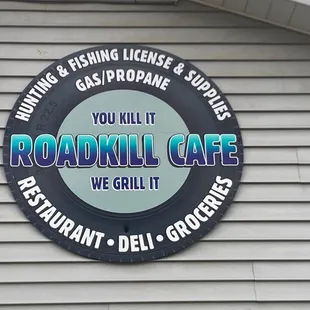 HUNTING & FISHING LICENSE & SUPPLIES
GAS/PROPANE
YOU KILL IT
ROADKILL CAFE
WE GRILL IT
RESTAURANT • DELI • GROCERIES